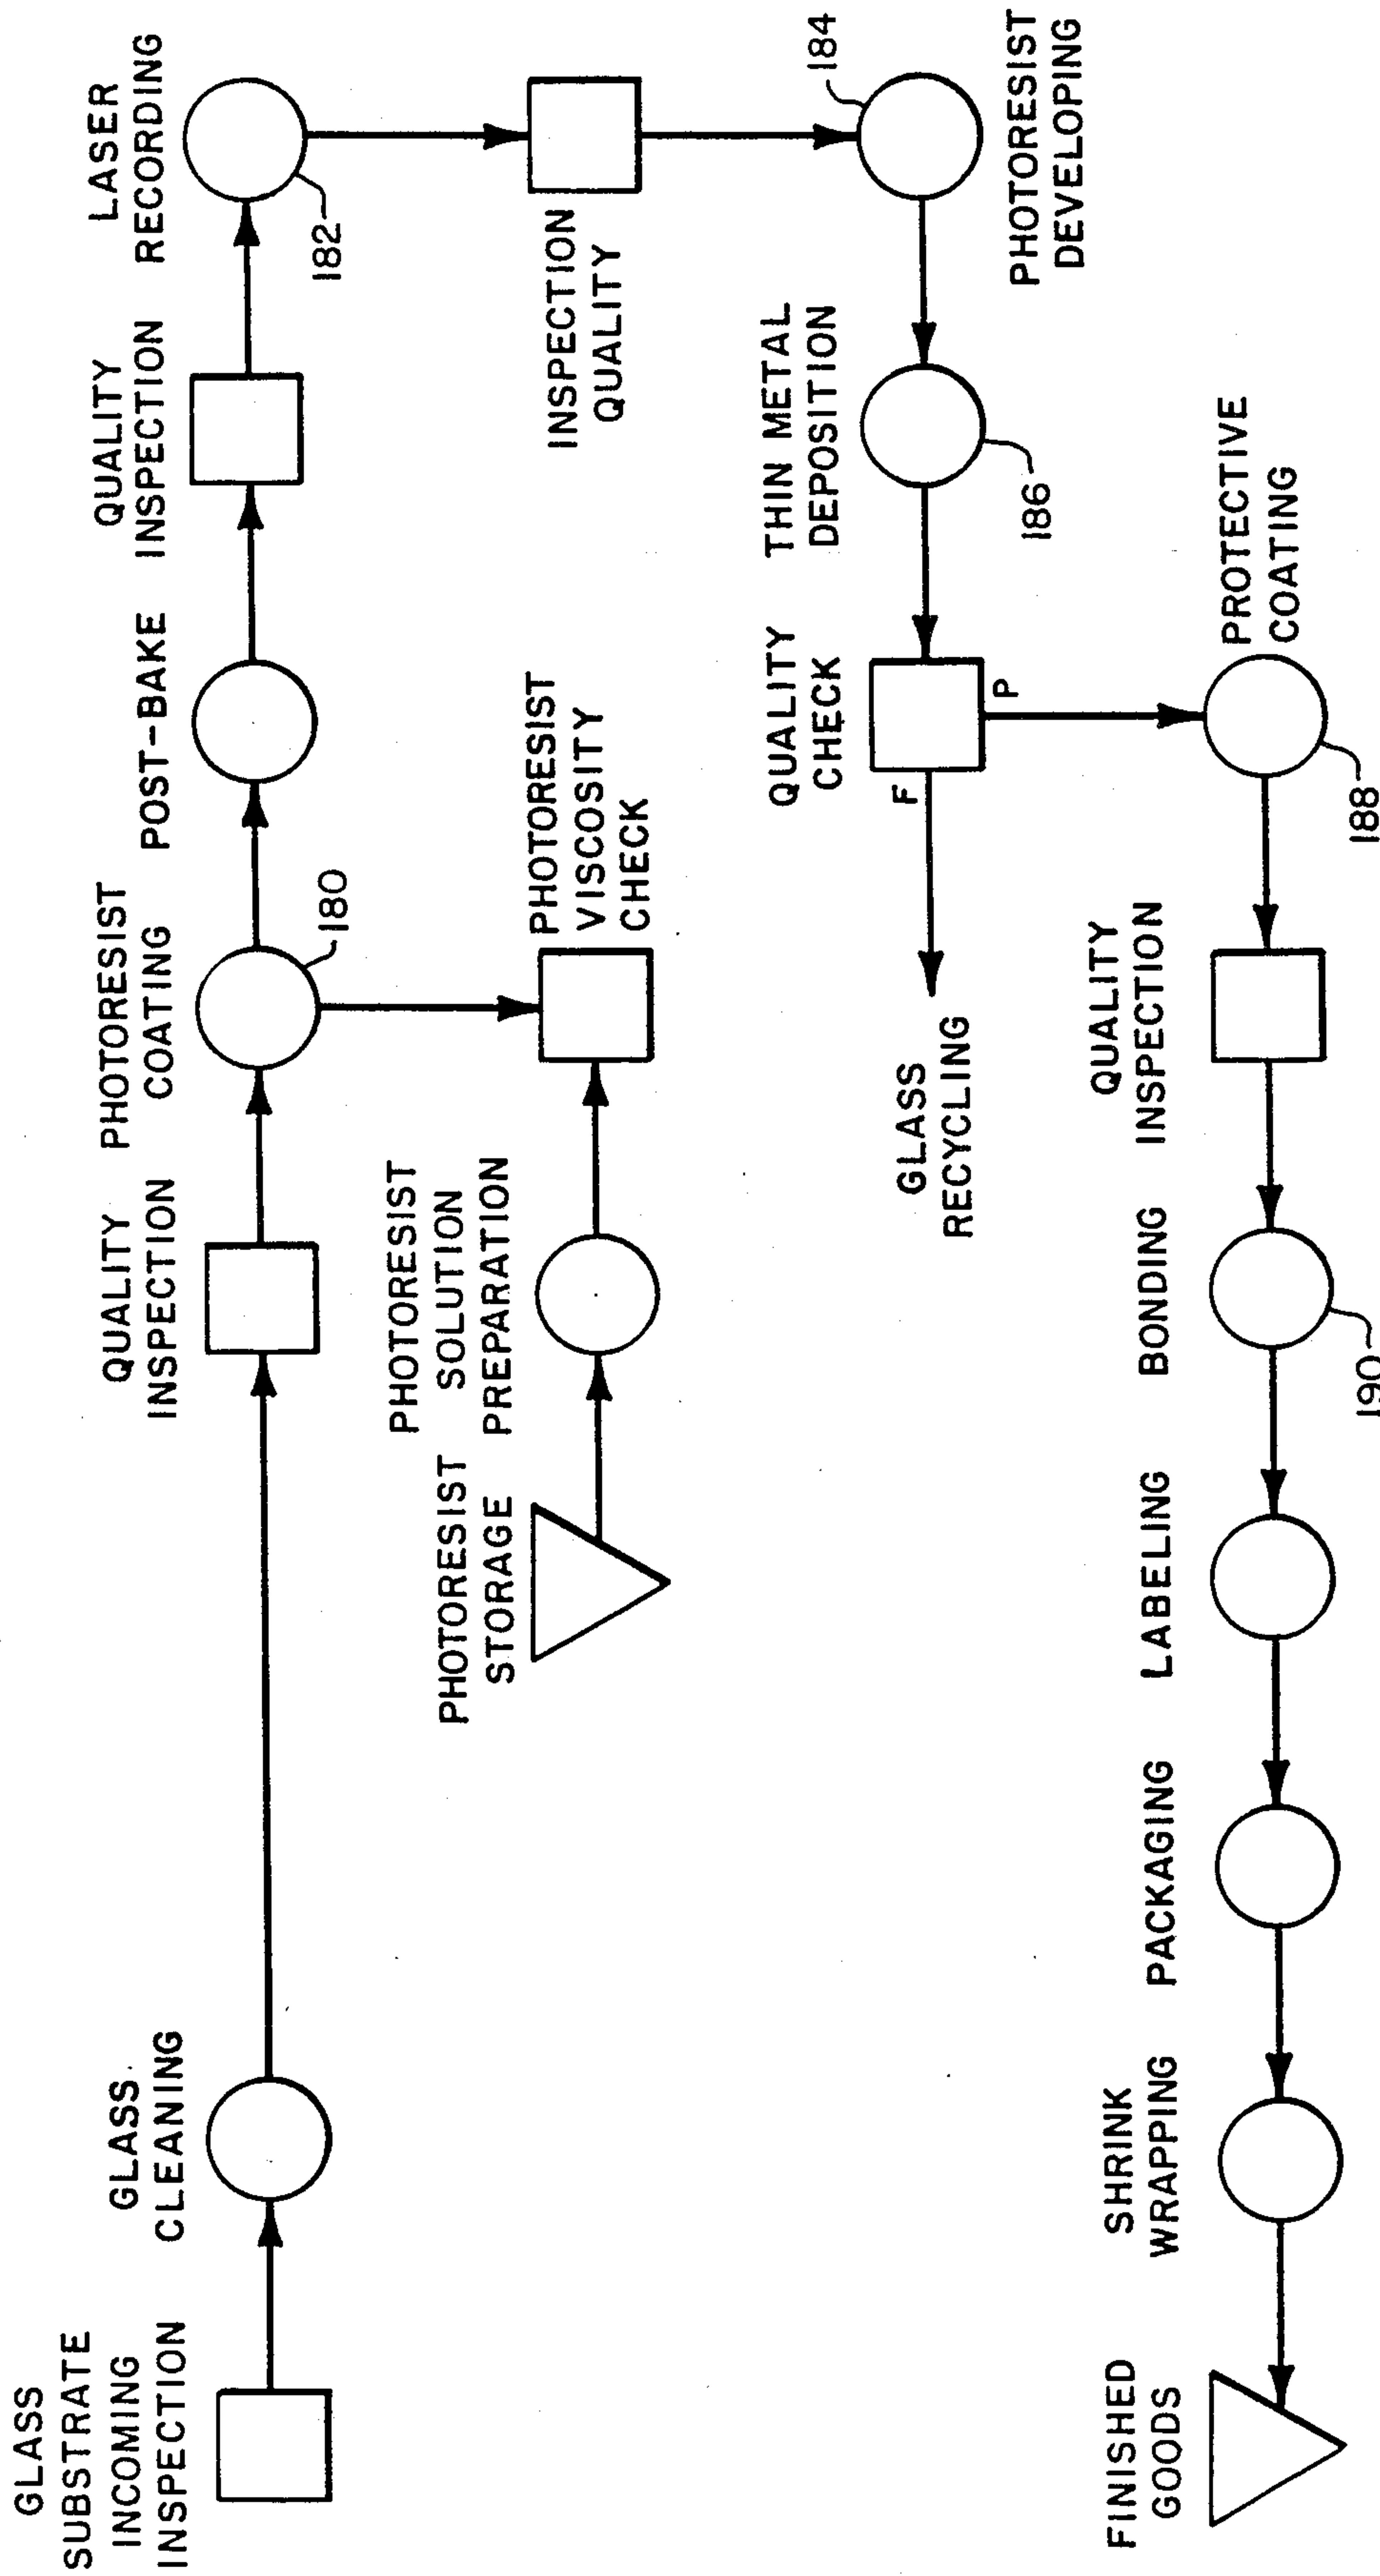 GLASS
SUBSTRATE
INCOMING
INSPECTION
GLASS
CLEANING
QUALITY
INSPECTION
PHOTORESIST
COATING
180
POST-BAKE
QUALITY
INSPECTION
LASER
RECORDING
182
PHOTORESIST
STORAGE
PHOTORESIST
SOLUTION
PREPARATION
PHOTORESIST
VISCOSITY
CHECK
INSPECTION
QUALITY
184
PHOTORESIST
DEVELOPING
THIN METAL
DEPOSITION
186
QUALITY
CHECK
F
P
GLASS
RECYCLING
PROTECTIVE
COATING
188
QUALITY
INSPECTION
BONDING
190
LABELING
PACKAGING
SHRINK
WRAPPING
FINISHED
GOODS